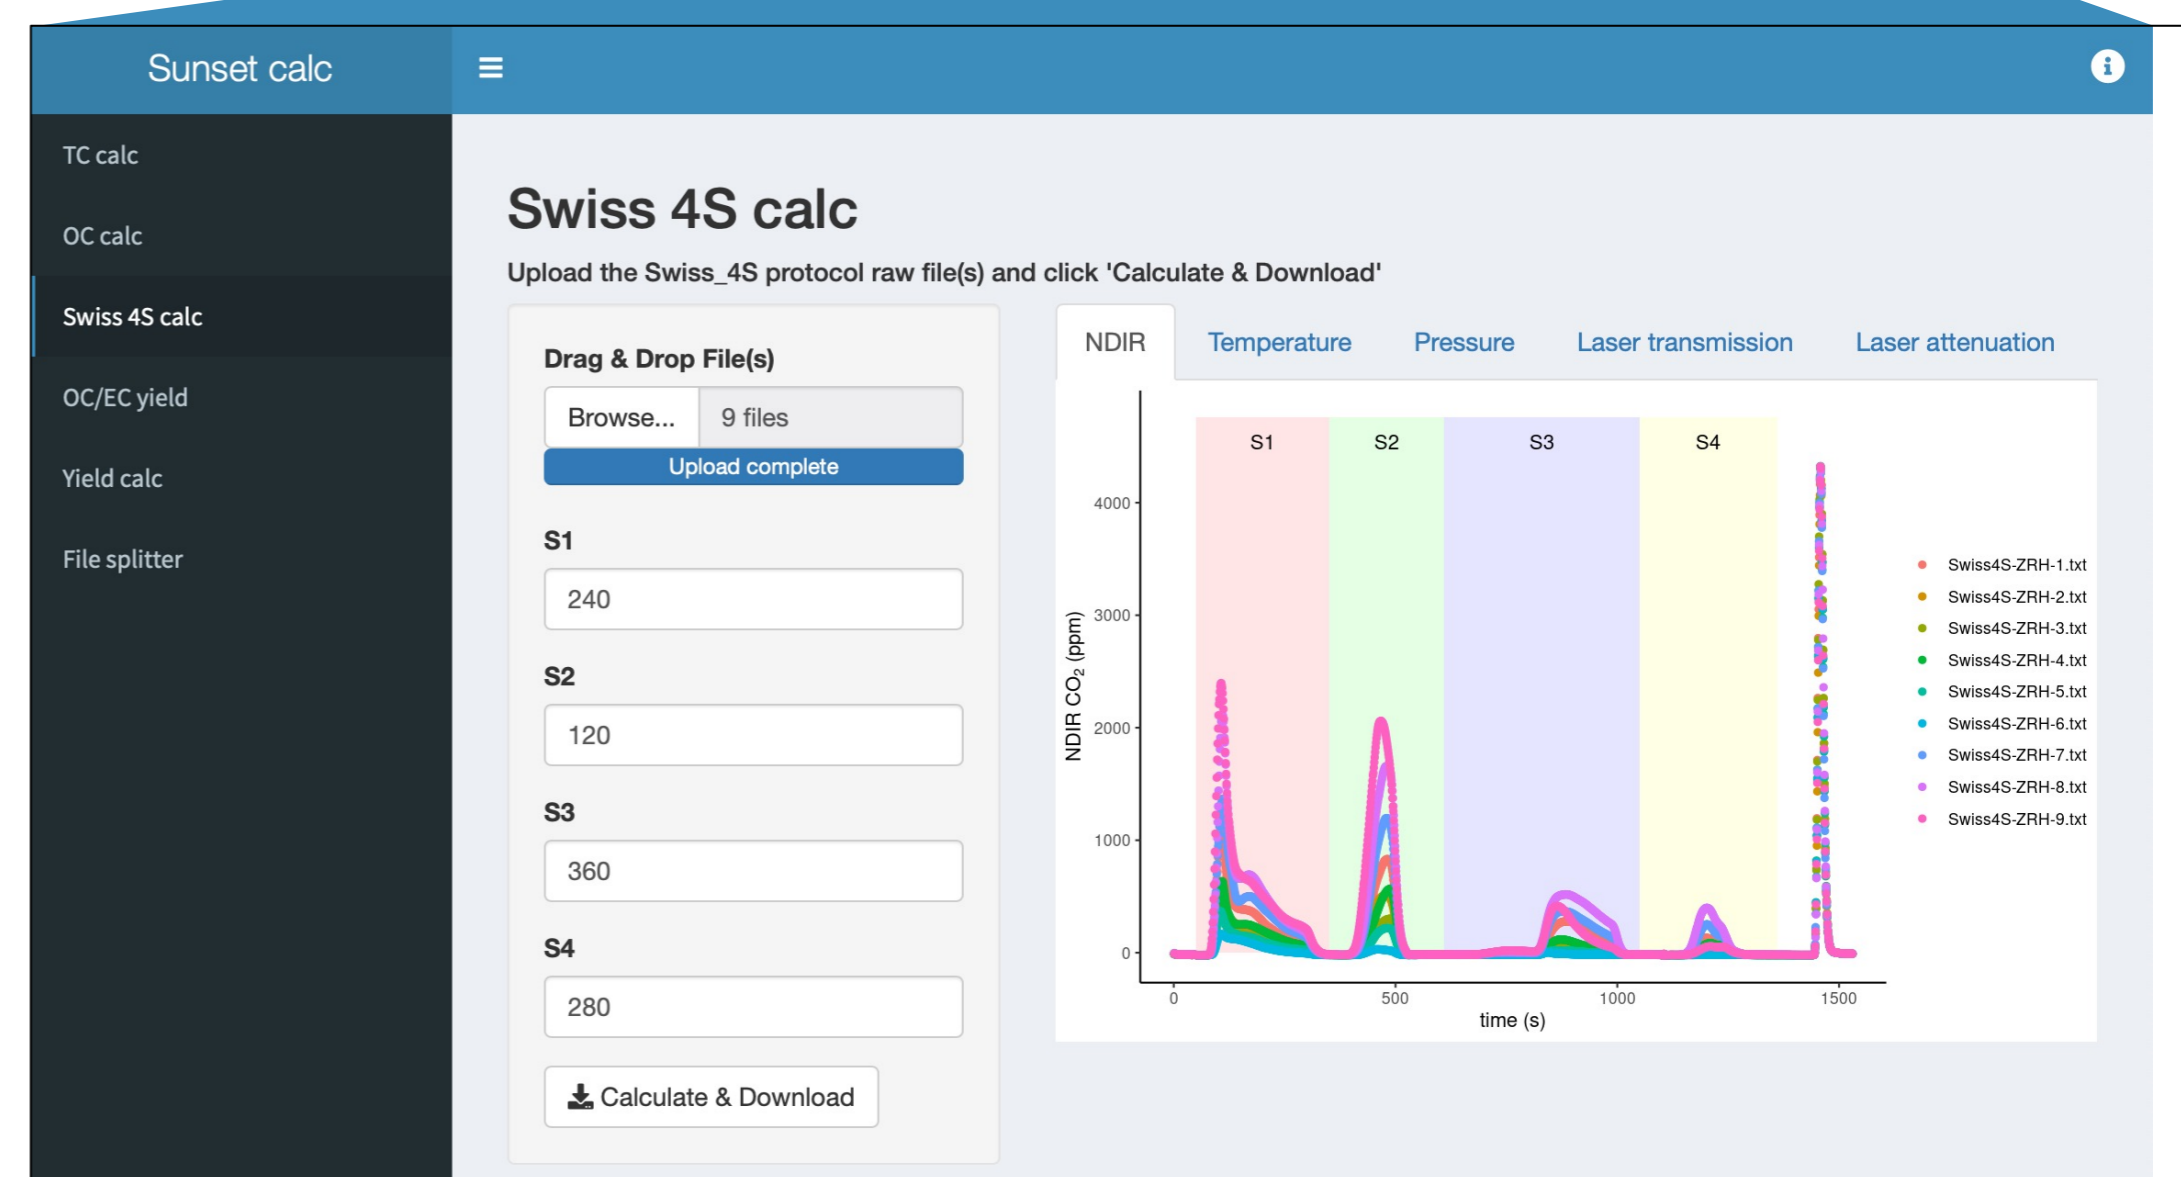 Sunset calc
TC calc
OC calc
Swiss 4S calc
OC/EC yield
Yield calc
File splitter
Swiss 4S calc
Upload the Swiss_4S protocol raw file(s) and click 'Calculate & Download'
Drag & Drop File(s)
Browse... 9 files
Upload complete
S1
240
S2
120
S3
360
S4
280
Calculate & Download
NDIR Temperature Pressure Laser transmission Laser attenuation
S1 S2 S3 S4
NDIR CO₂ (ppm)
4000
3000
2000
1000
0
0 500 1000 1500
time (s)
Swiss4S-ZRH-1.txt
Swiss4S-ZRH-2.txt
Swiss4S-ZRH-3.txt
Swiss4S-ZRH-4.txt
Swiss4S-ZRH-5.txt
Swiss4S-ZRH-6.txt
Swiss4S-ZRH-7.txt
Swiss4S-ZRH-8.txt
Swiss4S-ZRH-9.txt